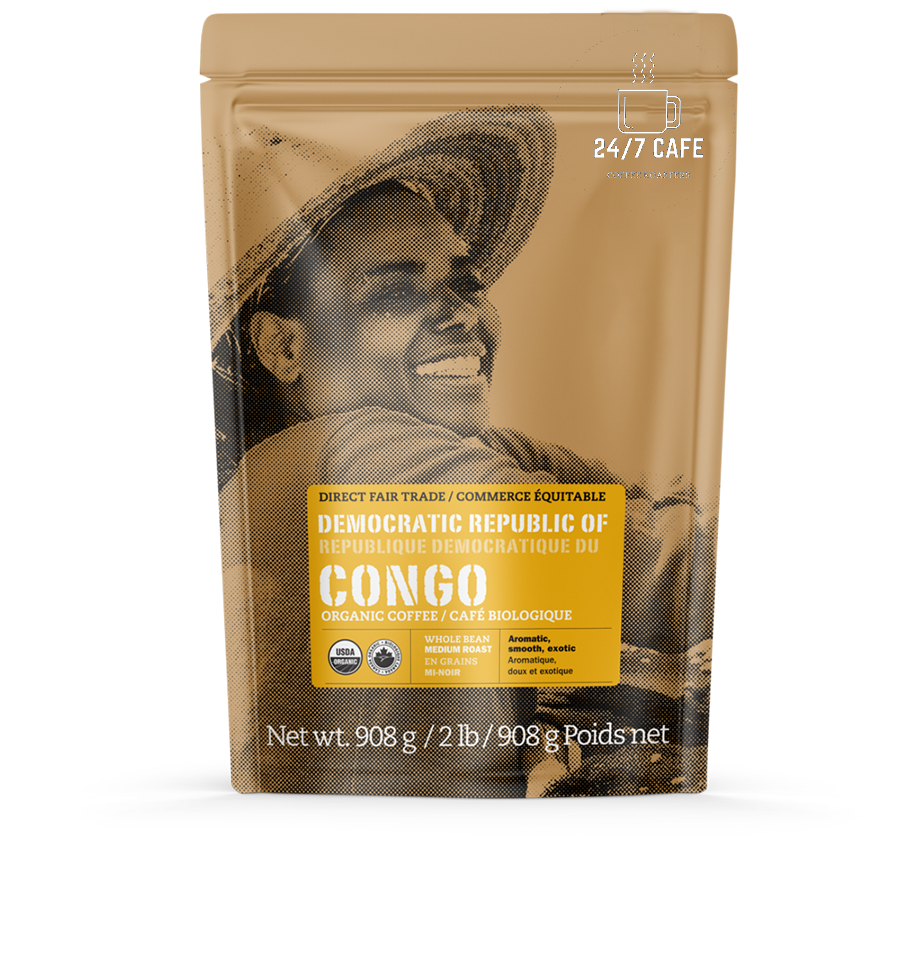 24/7 CAFE
COFFEE ROASTERS
DIRECT FAIR TRADE / COMMERCE ÉQUITABLE
DEMOCRATIC REPUBLIC OF
REPUBLIQUE DEMOCRATIQUE DU
CONGO
ORGANIC COFFEE / CAFÉ BIOLOGIQUE
USDA
ORGANIC
WHOLE BEAN
MEDIUM ROAST
EN GRAINS
MI-NOIR
Aromatic,
smooth, exotic
Aromatique,
doux et exotique
Net wt. 908 g / 2 lb / 908 g Poids net